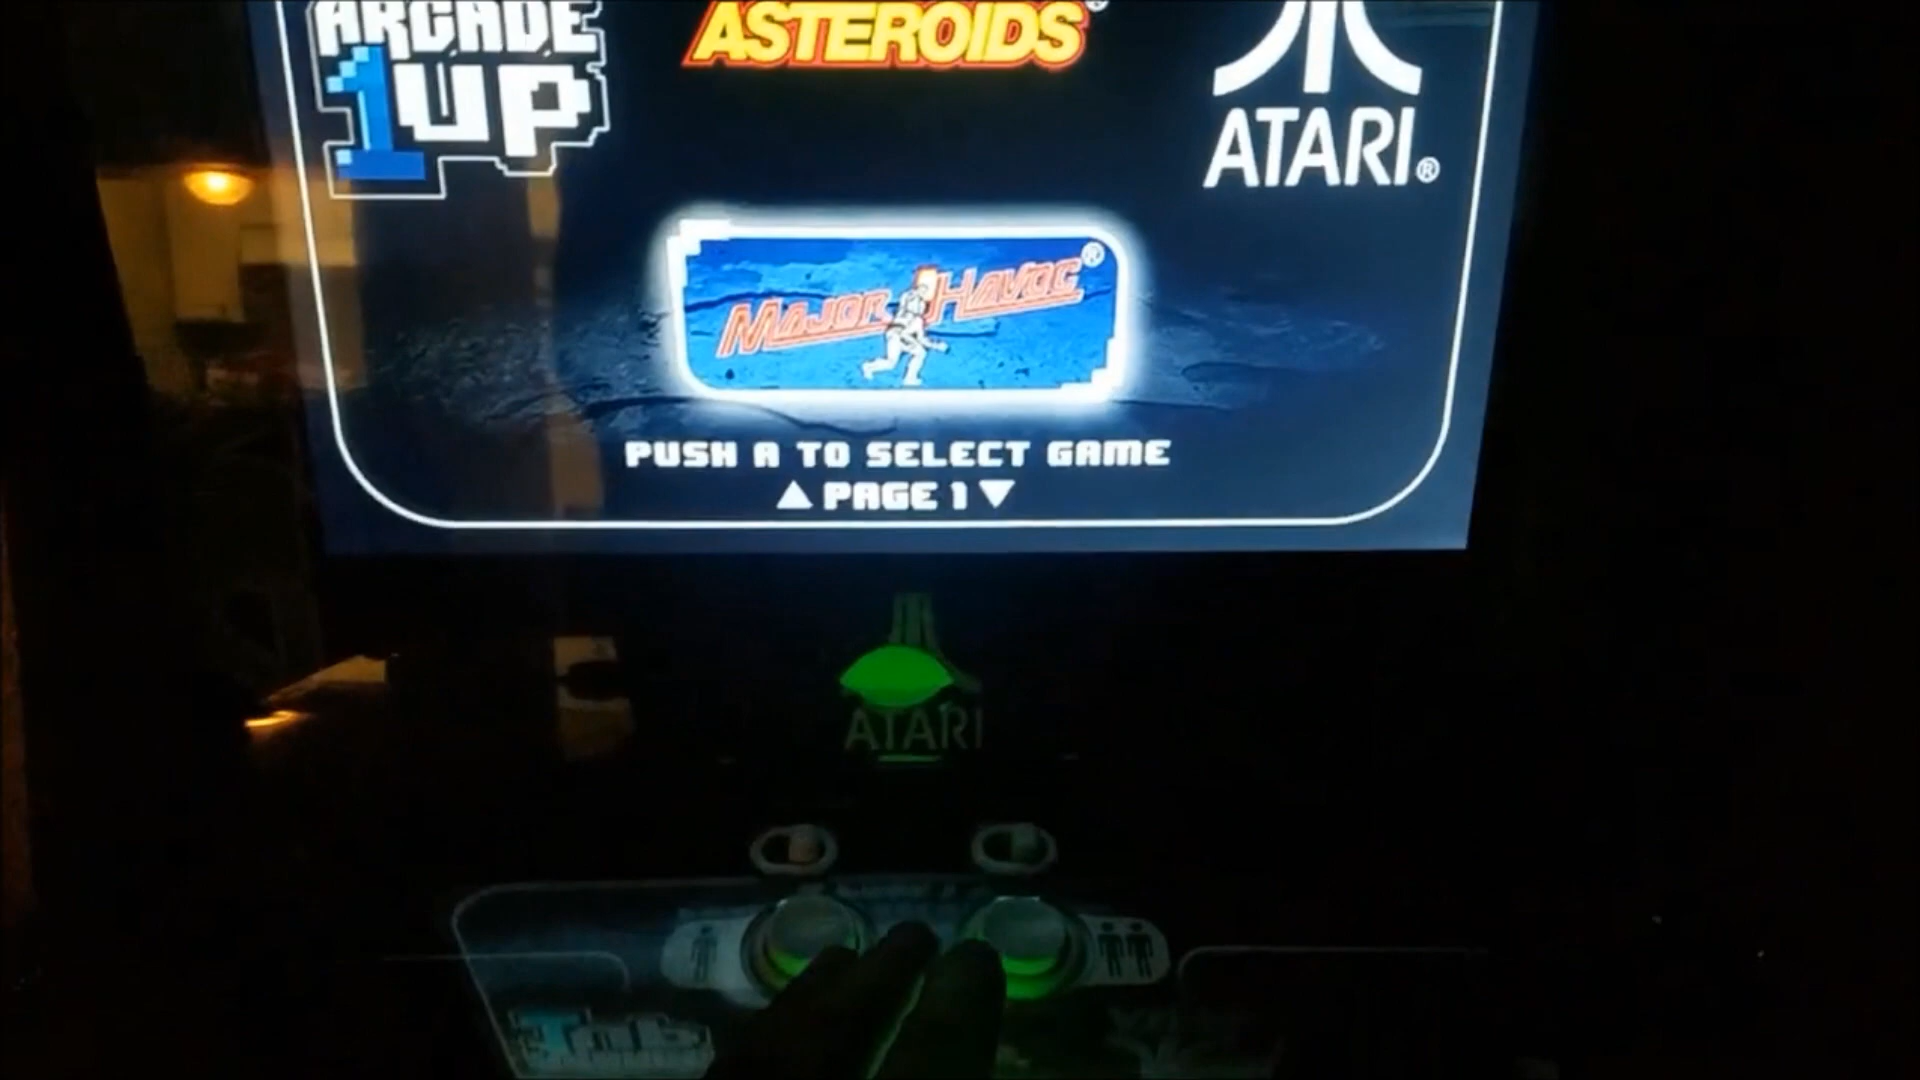 ARCADE
1UP
ASTEROIDS®
ATARI®
MAJOR HAVOC®
PUSH A TO SELECT GAME
▲ PAGE 1 ▼
ATARI